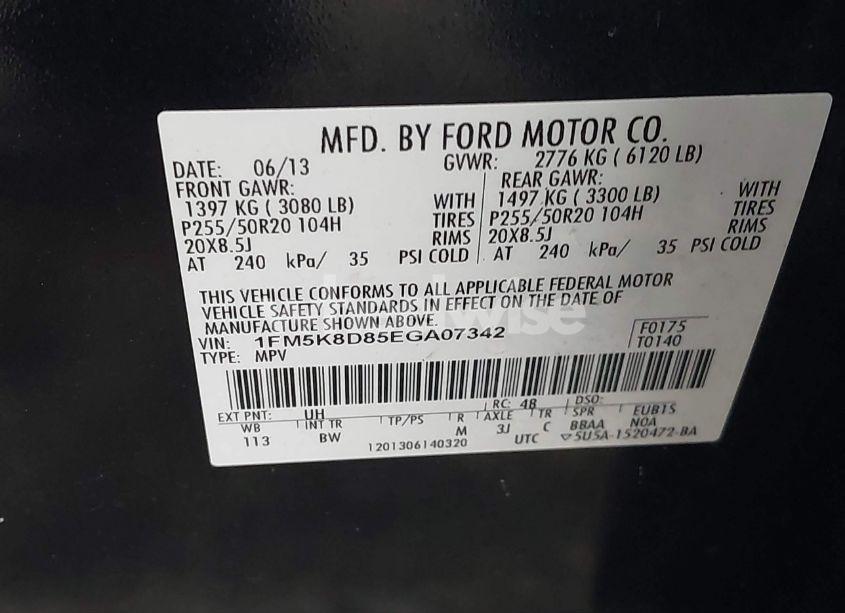 MFD. BY FORD MOTOR CO.
DATE: 06/13 GVWR: 2776 KG ( 6120 LB)
FRONT GAWR: REAR GAWR:
1397 KG ( 3080 LB) WITH 1497 KG ( 3300 LB) WITH
P255/50R20 104H TIRES P255/50R20 104H TIRES
20X8.5J RIMS 20X8.5J RIMS
AT 240 kPa/ 35 PSI COLD AT 240 kPa/ 35 PSI COLD
THIS VEHICLE CONFORMS TO ALL APPLICABLE FEDERAL MOTOR
VEHICLE SAFETY STANDARDS IN EFFECT ON THE DATE OF
MANUFACTURE SHOWN ABOVE.
VIN: 1FM5K8D85EGA07342 F0175
TYPE: MPV T0140
EXT PNT: UH RC: 48 DSO:
WB INT TR TP/PS R AXLE TR SPR EUB15
113 BW M 3J C BBAA NOA
1201306140320 UTC ▽5U5A-1520472-BA